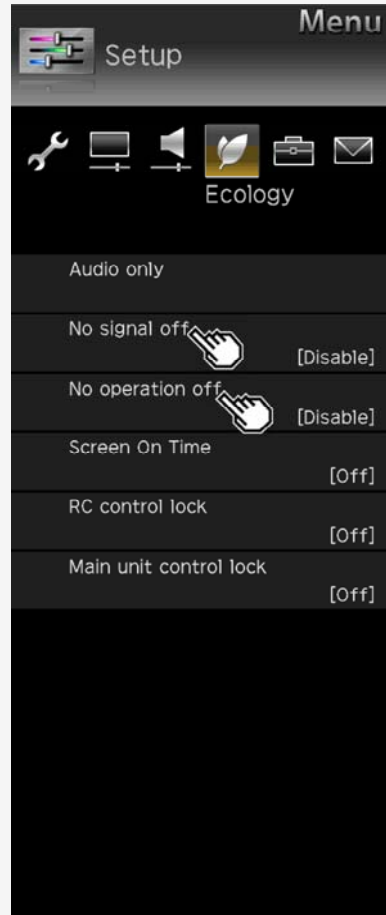 Menu
Setup
Ecology
Audio only
No signal off
[Disable]
No operation off
[Disable]
Screen On Time
[Off]
RC control lock
[Off]
Main unit control lock
[Off]